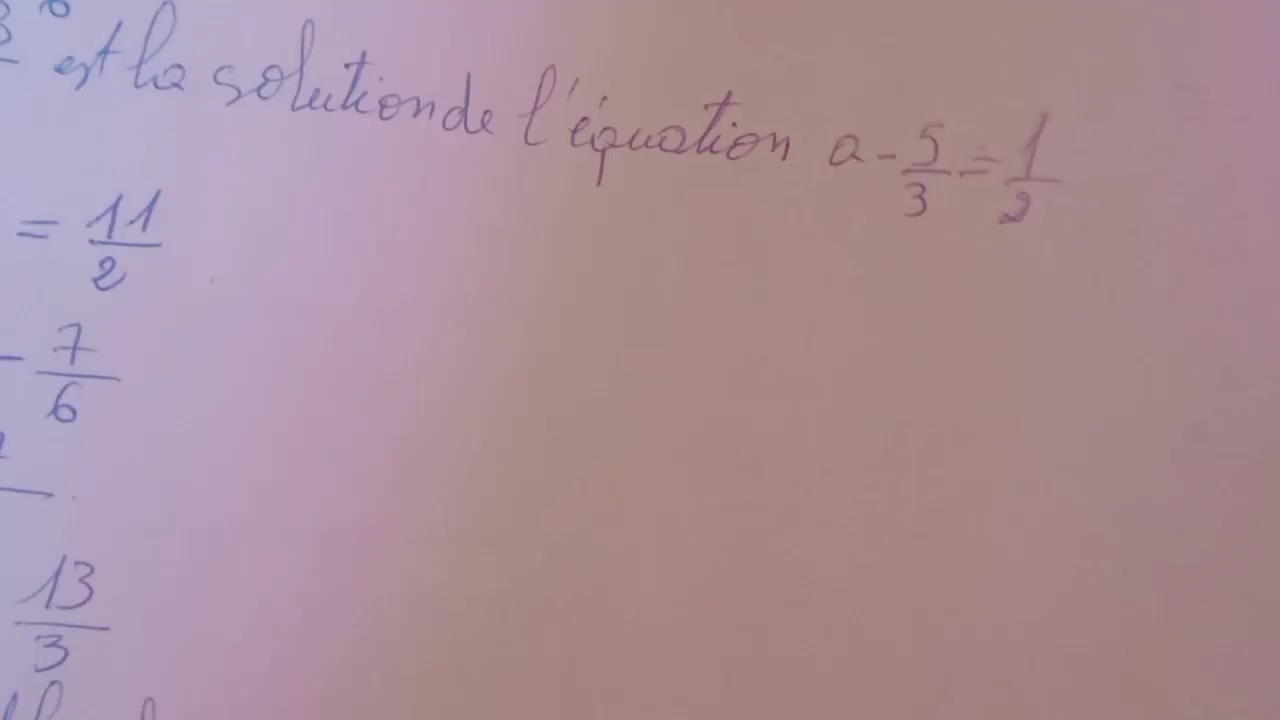 est la solution de l'équation a - 5/3 = 1/2
= 11/2
- 7/6
13/3